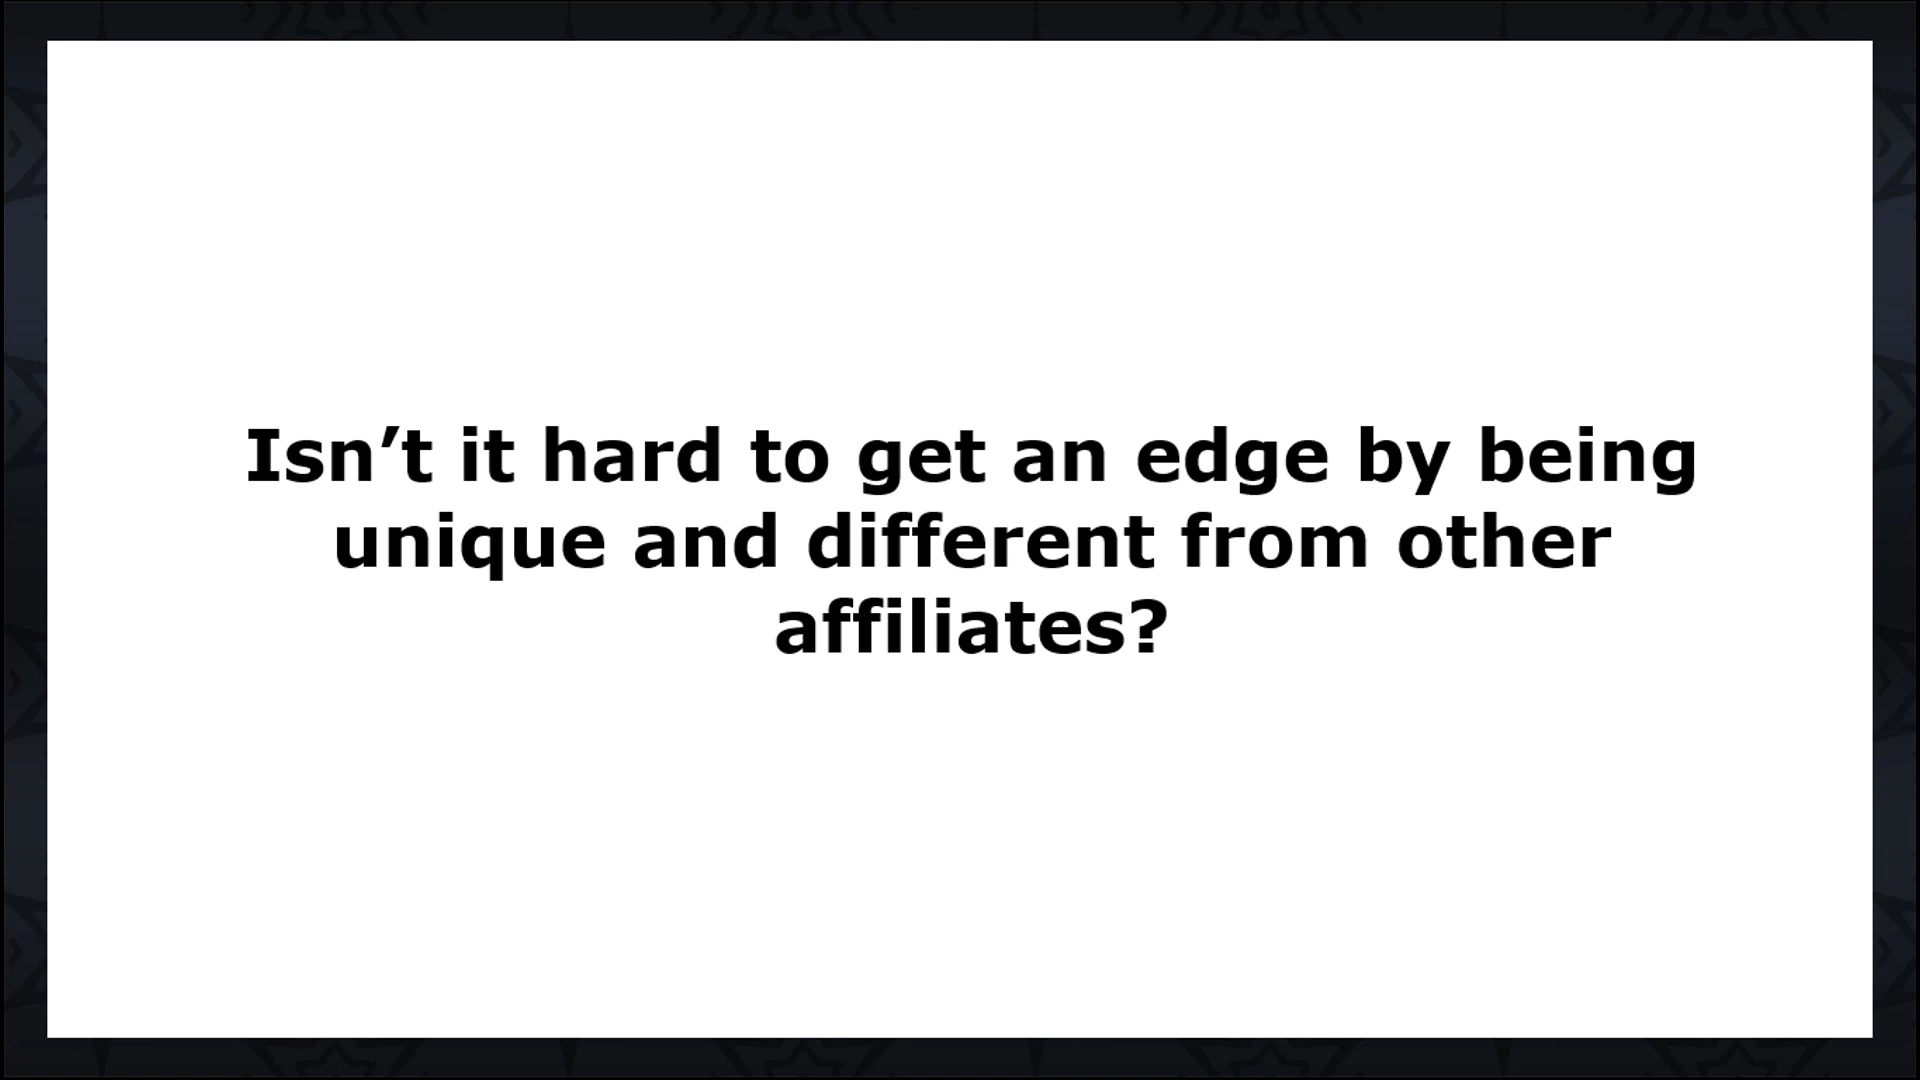 Isn’t it hard to get an edge by being
unique and different from other
affiliates?